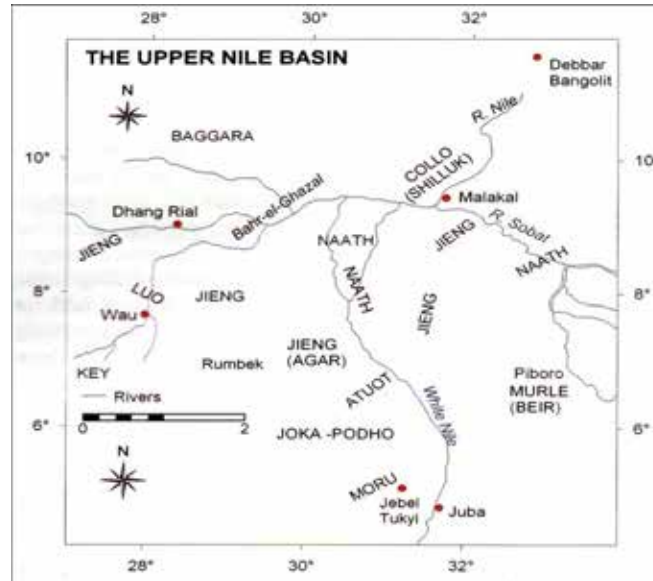 28° 30° 32°
THE UPPER NILE BASIN
Debbar
Bangolit
N
R. Nile
BAGGARA
COLLO
(SHILLUK)
10° 10°
Malakal
Dhang Rial
Bahr-el-Ghazal
R. Sobat
JIENG
NAATH
JIENG
NAATH
NAATH
8° 8°
LUO
JIENG
JIENG
Wau
JIENG
(AGAR)
Rumbek
KEY
Piboro
MURLE
(BEIR)
Rivers
ATUOT
White Nile
0 2
6° 6°
JOKA -PODHO
N
MORU
Jebel
Tukyi
Juba
28° 30° 32°